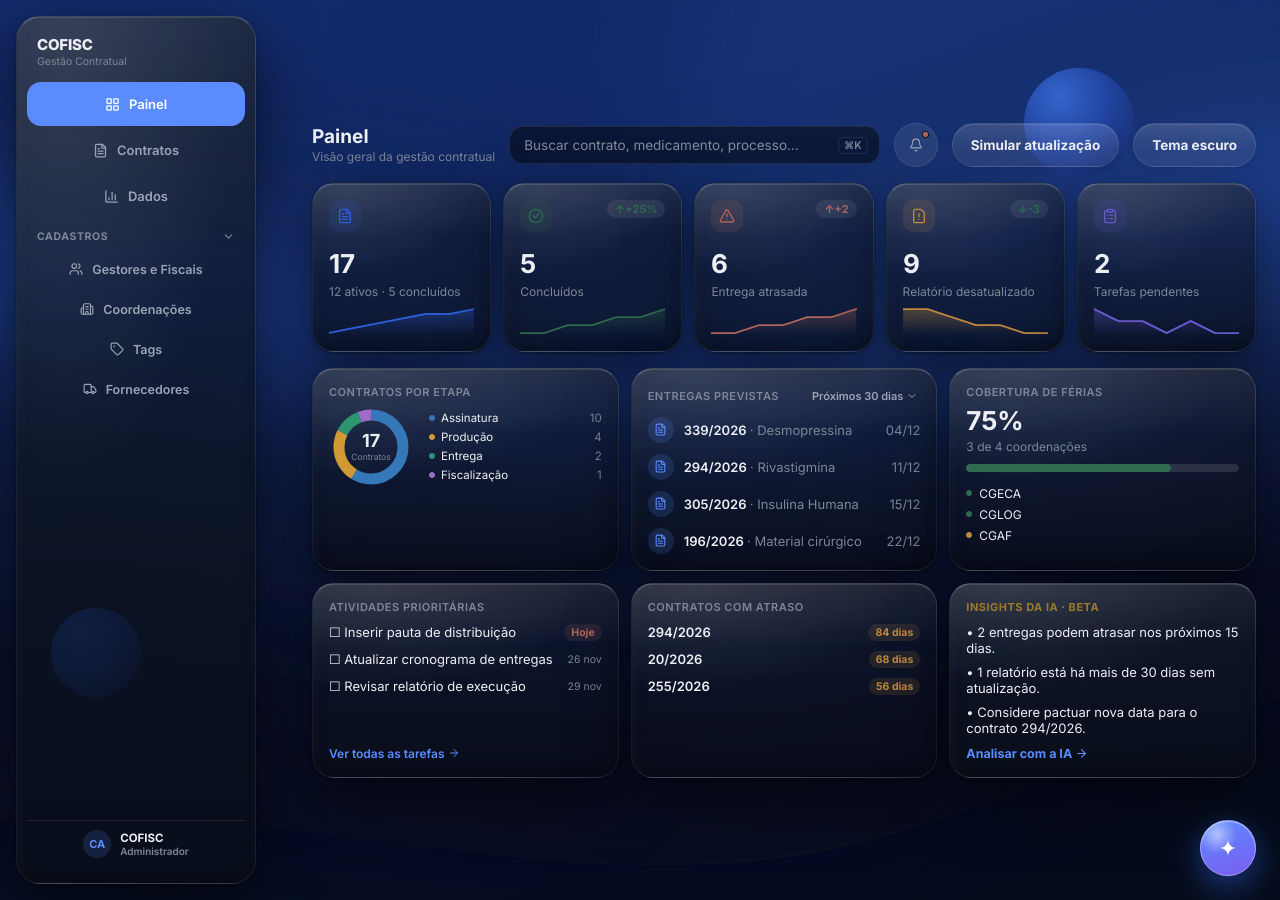 COFISC
Gestão Contratual
Painel
Contratos
Dados
CADASTROS
Gestores e Fiscais
Coordenações
Tags
Fornecedores
CA
COFISC
Administrador
Painel
Visão geral da gestão contratual
Buscar contrato, medicamento, processo... ⌘K
Simular atualização
Tema escuro
17
12 ativos · 5 concluídos
↑+25%
5
Concluídos
↑+2
6
Entrega atrasada
9
Relatório desatualizado
↓-3
2
Tarefas pendentes
CONTRATOS POR ETAPA
17
Contratos
Assinatura 10
Produção 4
Entrega 2
Fiscalização 1
ENTREGAS PREVISTAS Próximos 30 dias
339/2026 · Desmopressina 04/12
294/2026 · Rivastigmina 11/12
305/2026 · Insulina Humana 15/12
196/2026 · Material cirúrgico 22/12
COBERTURA DE FÉRIAS
75%
3 de 4 coordenações
CGECA
CGLOG
CGAF
ATIVIDADES PRIORITÁRIAS
☐ Inserir pauta de distribuição Hoje
☐ Atualizar cronograma de entregas 26 nov
☐ Revisar relatório de execução 29 nov
Ver todas as tarefas →
CONTRATOS COM ATRASO
294/2026 84 dias
20/2026 68 dias
255/2026 56 dias
INSIGHTS DA IA · BETA
• 2 entregas podem atrasar nos próximos 15
dias.
• 1 relatório está há mais de 30 dias sem
atualização.
• Considere pactuar nova data para o
contrato 294/2026.
Analisar com a IA →